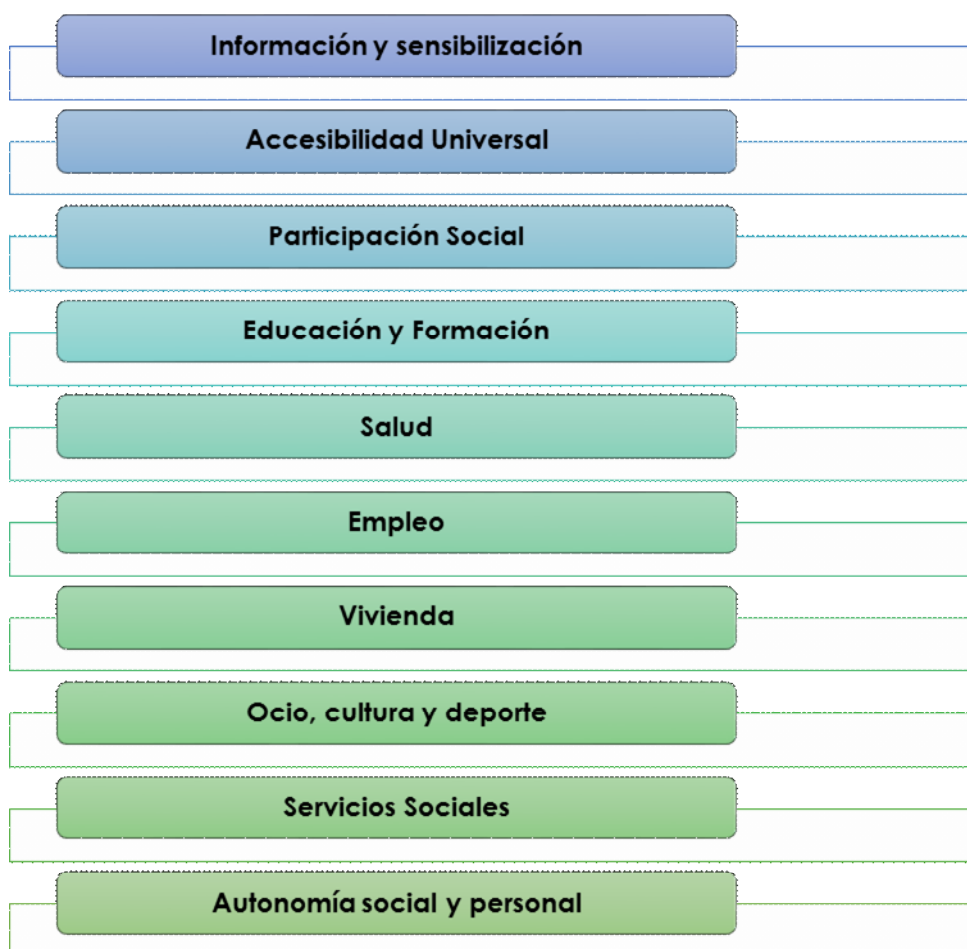 Información y sensibilización
Accesibilidad Universal
Participación Social
Educación y Formación
Salud
Empleo
Vivienda
Ocio, cultura y deporte
Servicios Sociales
Autonomía social y personal